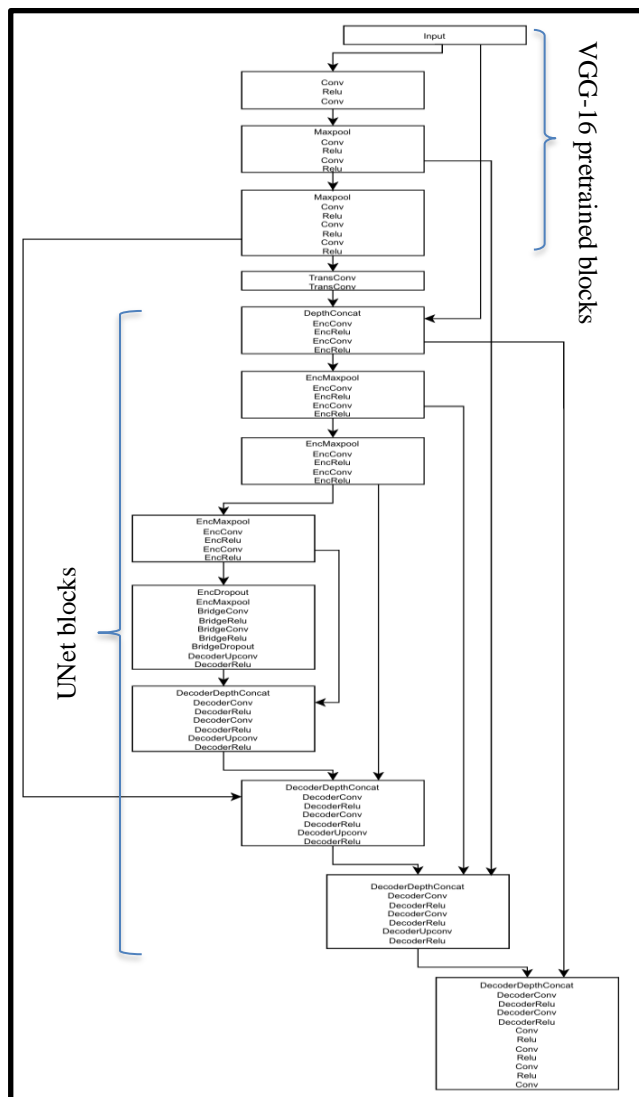 Input
VGG-16 pretrained blocks
Conv
Relu
Conv
Maxpool
Conv
Relu
Conv
Relu
Maxpool
Conv
Relu
Conv
Relu
Conv
Relu
TransConv
TransConv
UNet blocks
DepthConcat
EncConv
EncRelu
EncConv
EncRelu
EncMaxpool
EncConv
EncRelu
EncConv
EncRelu
EncMaxpool
EncConv
EncRelu
EncConv
EncRelu
EncMaxpool
EncConv
EncRelu
EncConv
EncRelu
EncDropout
EncMaxpool
BridgeConv
BridgeRelu
BridgeConv
BridgeRelu
BridgeDropout
DecoderUpconv
DecoderRelu
DecoderDepthConcat
DecoderConv
DecoderRelu
DecoderConv
DecoderRelu
DecoderUpconv
DecoderRelu
DecoderDepthConcat
DecoderConv
DecoderRelu
DecoderConv
DecoderRelu
DecoderUpconv
DecoderRelu
DecoderDepthConcat
DecoderConv
DecoderRelu
DecoderConv
DecoderRelu
DecoderUpconv
DecoderRelu
DecoderDepthConcat
DecoderConv
DecoderRelu
DecoderConv
DecoderRelu
Conv
Relu
Conv
Relu
Conv
Relu
Conv